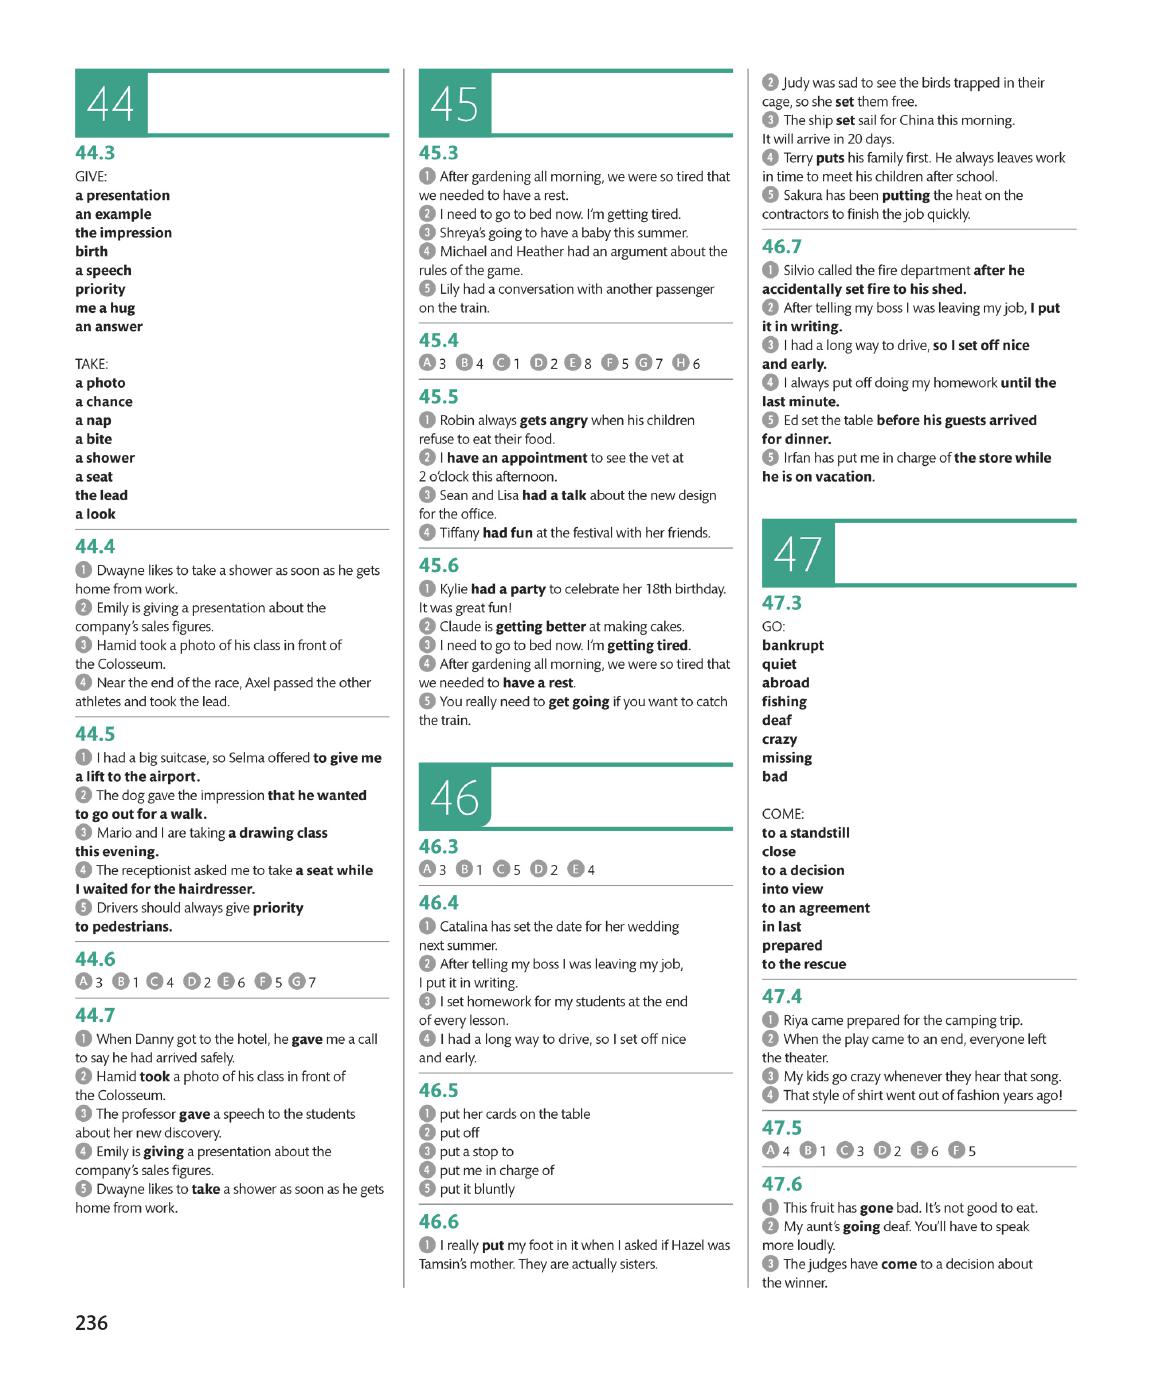 44
44.3
GIVE:
a presentation
an example
the impression
birth
a speech
priority
me a hug
an answer
TAKE:
a photo
a chance
a nap
a bite
a shower
a seat
the lead
a look
44.4
1 Dwayne likes to take a shower as soon as he gets
home from work.
2 Emily is giving a presentation about the
company's sales figures.
3 Hamid took a photo of his class in front of
the Colosseum.
4 Near the end of the race, Axel passed the other
athletes and took the lead.
44.5
1 I had a big suitcase, so Selma offered to give me
a lift to the airport.
2 The dog gave the impression that he wanted
to go out for a walk.
3 Mario and I are taking a drawing class
this evening.
4 The receptionist asked me to take a seat while
I waited for the hairdresser.
5 Drivers should always give priority
to pedestrians.
44.6
A 3 B 1 C 4 D 2 E 6 F 5 G 7
44.7
1 When Danny got to the hotel, he gave me a call
to say he had arrived safely.
2 Hamid took a photo of his class in front of
the Colosseum.
3 The professor gave a speech to the students
about her new discovery.
4 Emily is giving a presentation about the
company's sales figures.
5 Dwayne likes to take a shower as soon as he gets
home from work.
45
45.3
1 After gardening all morning, we were so tired that
we needed to have a rest.
2 I need to go to bed now. I'm getting tired.
3 Shreya's going to have a baby this summer.
4 Michael and Heather had an argument about the
rules of the game.
5 Lily had a conversation with another passenger
on the train.
45.4
A 3 B 4 C 1 D 2 E 8 F 5 G 7 H 6
45.5
1 Robin always gets angry when his children
refuse to eat their food.
2 I have an appointment to see the vet at
2 o'clock this afternoon.
3 Sean and Lisa had a talk about the new design
for the office.
4 Tiffany had fun at the festival with her friends.
45.6
1 Kylie had a party to celebrate her 18th birthday.
It was great fun!
2 Claude is getting better at making cakes.
3 I need to go to bed now. I'm getting tired.
4 After gardening all morning, we were so tired that
we needed to have a rest.
5 You really need to get going if you want to catch
the train.
46
46.3
A 3 B 1 C 5 D 2 E 4
46.4
1 Catalina has set the date for her wedding
next summer.
2 After telling my boss I was leaving my job,
I put it in writing.
3 I set homework for my students at the end
of every lesson.
4 I had a long way to drive, so I set off nice
and early.
46.5
1 put her cards on the table
2 put off
3 put a stop to
4 put me in charge of
5 put it bluntly
46.6
1 I really put my foot in it when I asked if Hazel was
Tamsin's mother. They are actually sisters.
2 Judy was sad to see the birds trapped in their
cage, so she set them free.
3 The ship set sail for China this morning.
It will arrive in 20 days.
4 Terry puts his family first. He always leaves work
in time to meet his children after school.
5 Sakura has been putting the heat on the
contractors to finish the job quickly.
46.7
1 Silvio called the fire department after he
accidentally set fire to his shed.
2 After telling my boss I was leaving my job, I put
it in writing.
3 I had a long way to drive, so I set off nice
and early.
4 I always put off doing my homework until the
last minute.
5 Ed set the table before his guests arrived
for dinner.
5 Irfan has put me in charge of the store while
he is on vacation.
47
47.3
GO:
bankrupt
quiet
abroad
fishing
deaf
crazy
missing
bad
COME:
to a standstill
close
to a decision
into view
to an agreement
in last
prepared
to the rescue
47.4
1 Riya came prepared for the camping trip.
2 When the play came to an end, everyone left
the theater.
3 My kids go crazy whenever they hear that song.
4 That style of shirt went out of fashion years ago!
47.5
A 4 B 1 C 3 D 2 E 6 F 5
47.6
1 This fruit has gone bad. It's not good to eat.
2 My aunt's going deaf. You'll have to speak
more loudly.
3 The judges have come to a decision about
the winner.
236